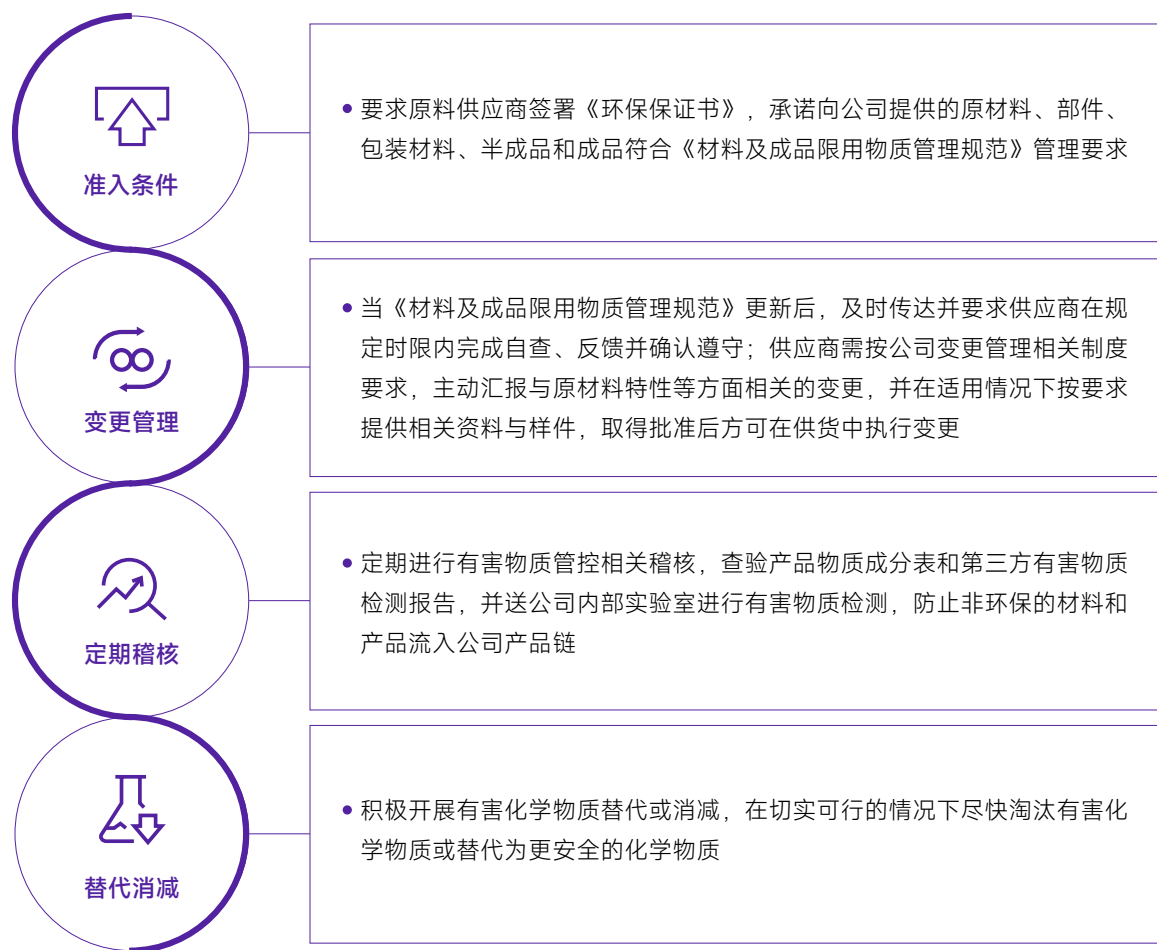 准入条件
• 要求原料供应商签署《环保保证书》，承诺向公司提供的原材料、部件、
包装材料、半成品和成品符合《材料及成品限用物质管理规范》管理要求
变更管理
• 当《材料及成品限用物质管理规范》更新后，及时传达并要求供应商在规
定时限内完成自查、反馈并确认遵守；供应商需按公司变更管理相关制度
要求，主动汇报与原材料特性等方面相关的变更，并在适用情况下按要求
提供相关资料与样件，取得批准后方可在供货中执行变更
定期稽核
• 定期进行有害物质管控相关稽核，查验产品物质成分表和第三方有害物质
检测报告，并送公司内部实验室进行有害物质检测，防止非环保的材料和
产品流入公司产品链
替代消减
• 积极开展有害化学物质替代或消减，在切实可行的情况下尽快淘汰有害化
学物质或替代为更安全的化学物质